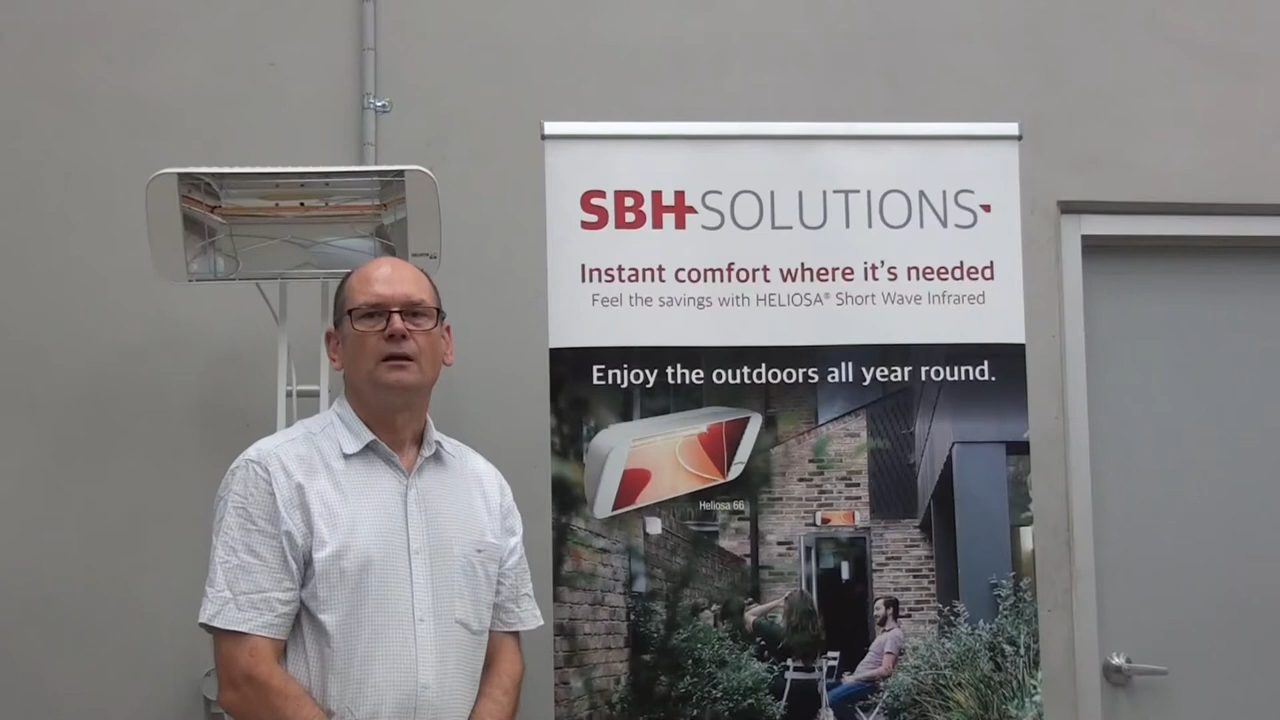 SBH SOLUTIONS
Instant comfort where it's needed
Feel the savings with HELIOSA® Short Wave Infrared
Enjoy the outdoors all year round.
Heliosa 66